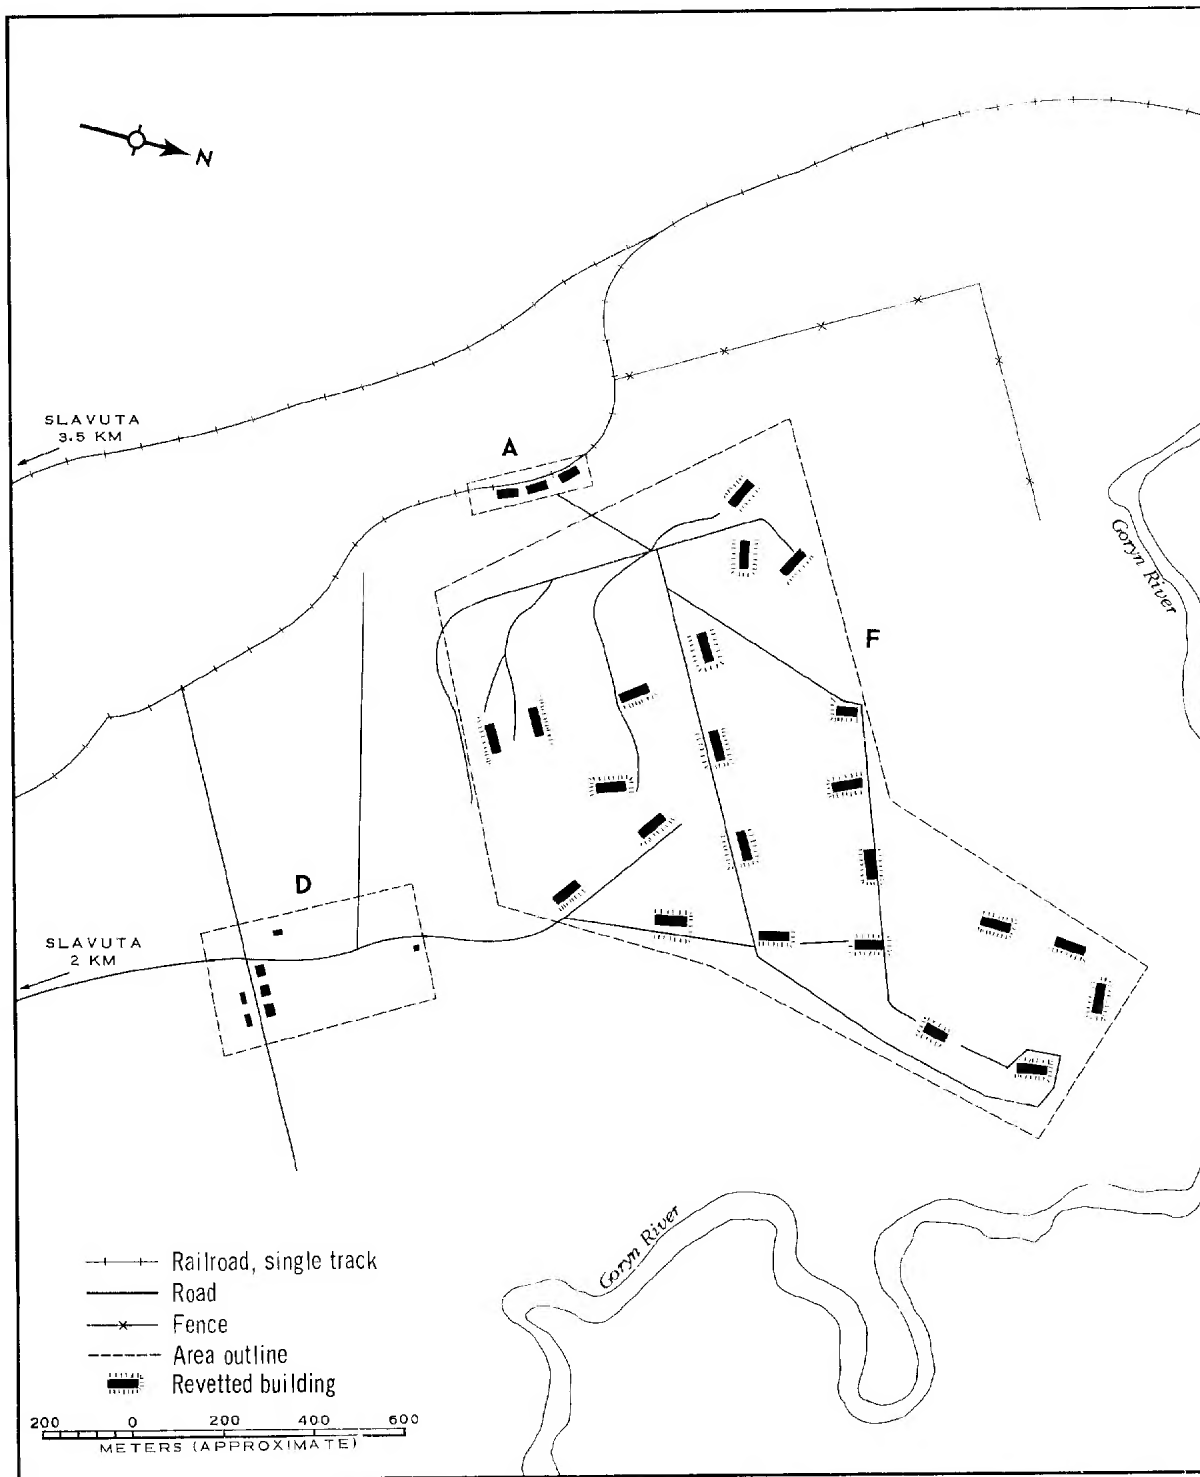 N
SLAVUTA
3.5 KM
A
Goryn River
F
D
SLAVUTA
2 KM
Goryn River
Railroad, single track
Road
Fence
Area outline
Revetted building
200 0 200 400 600
METERS (APPROXIMATE)